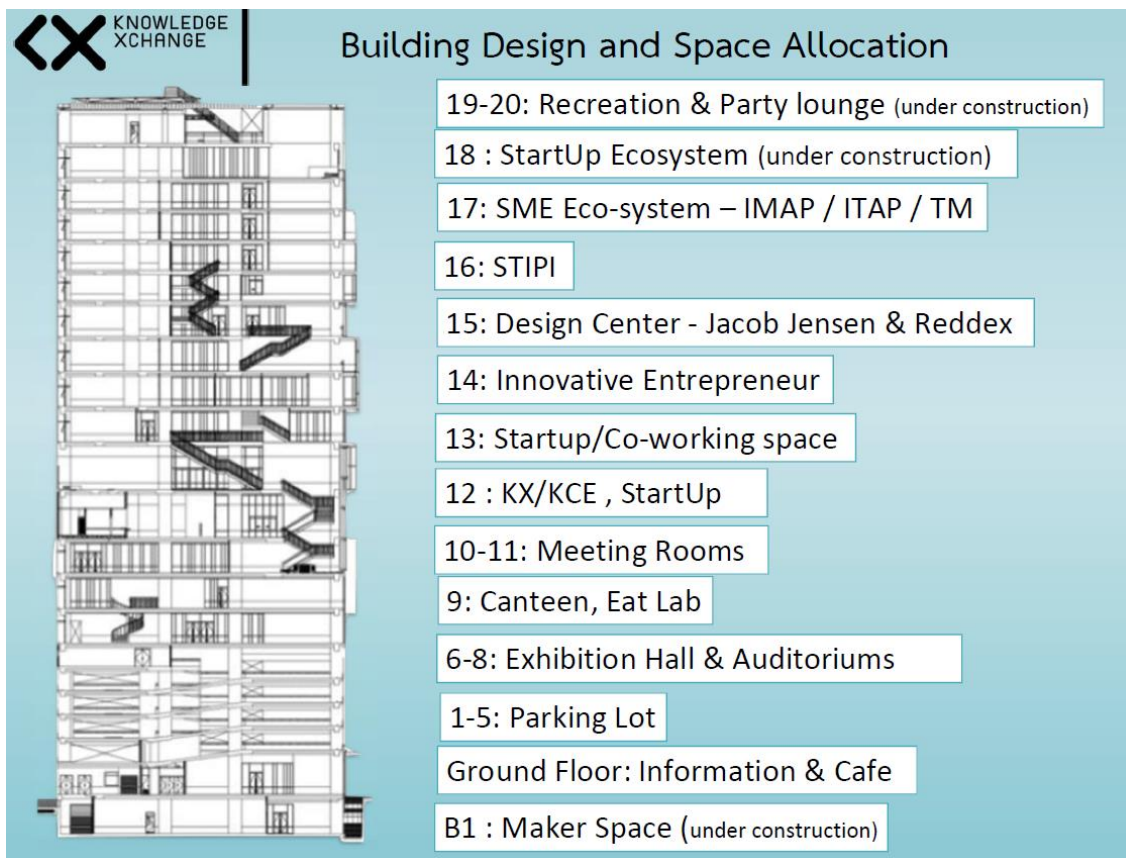 KNOWLEDGE
XCHANGE
Building Design and Space Allocation
19-20: Recreation & Party lounge (under construction)
18 : StartUp Ecosystem (under construction)
17: SME Eco-system – IMAP / ITAP / TM
16: STIPI
15: Design Center - Jacob Jensen & Reddex
14: Innovative Entrepreneur
13: Startup/Co-working space
12 : KX/KCE , StartUp
10-11: Meeting Rooms
9: Canteen, Eat Lab
6-8: Exhibition Hall & Auditoriums
1-5: Parking Lot
Ground Floor: Information & Cafe
B1 : Maker Space (under construction)